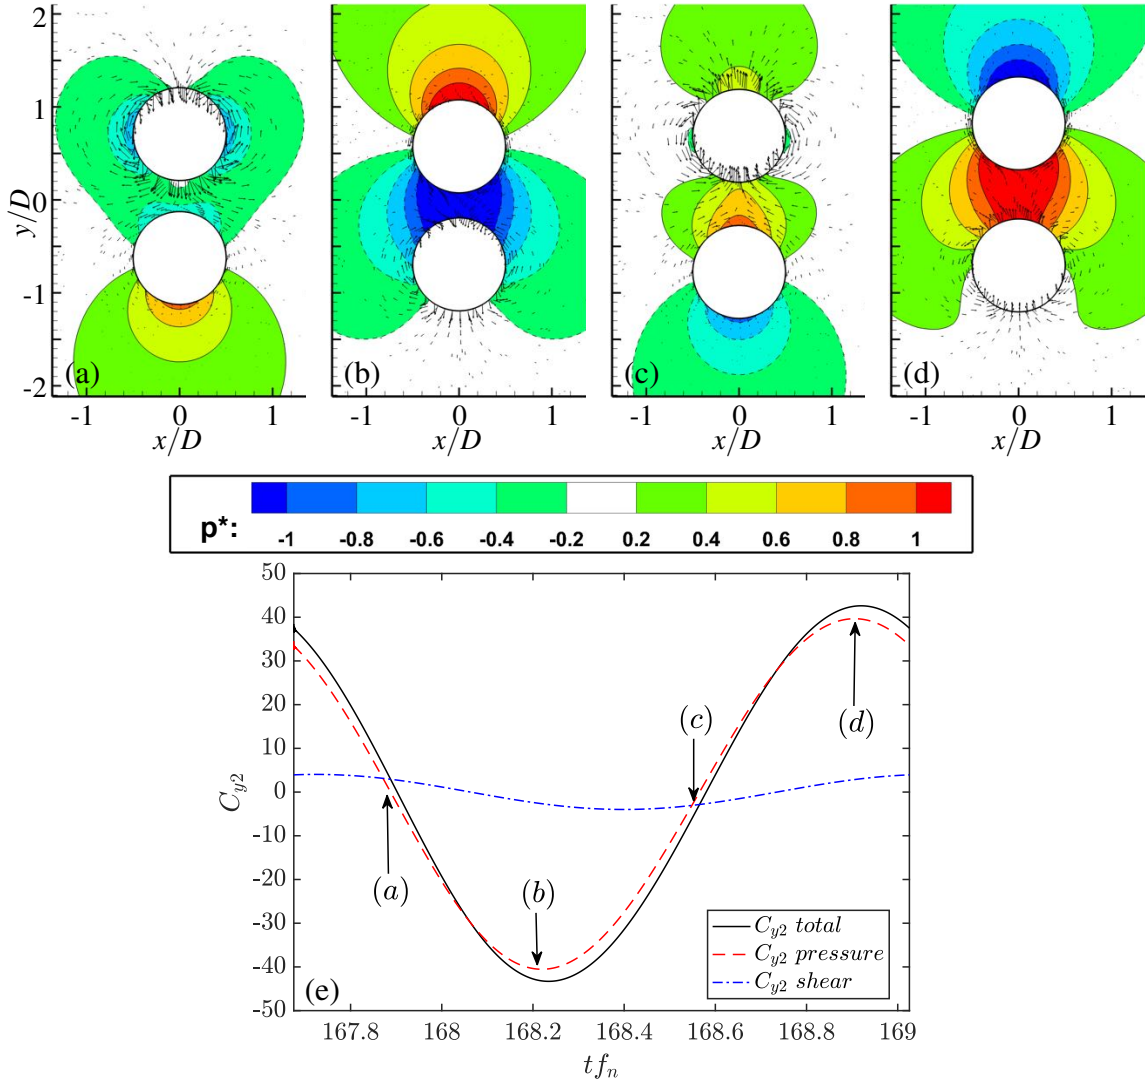 2
1
0
-1
-2
y/D
(a)
(b)
(c)
(d)
-1 0 1
-1 0 1
-1 0 1
-1 0 1
x/D
x/D
x/D
x/D
p*:
-1 -0.8 -0.6 -0.4 -0.2 0.2 0.4 0.6 0.8 1
50
40
30
20
10
0
-10
-20
-30
-40
-50
C_{y2}
(a)
(b)
(c)
(d)
(e)
C_{y2} total
C_{y2} pressure
C_{y2} shear
167.8 168 168.2 168.4 168.6 168.8 169
tf_n